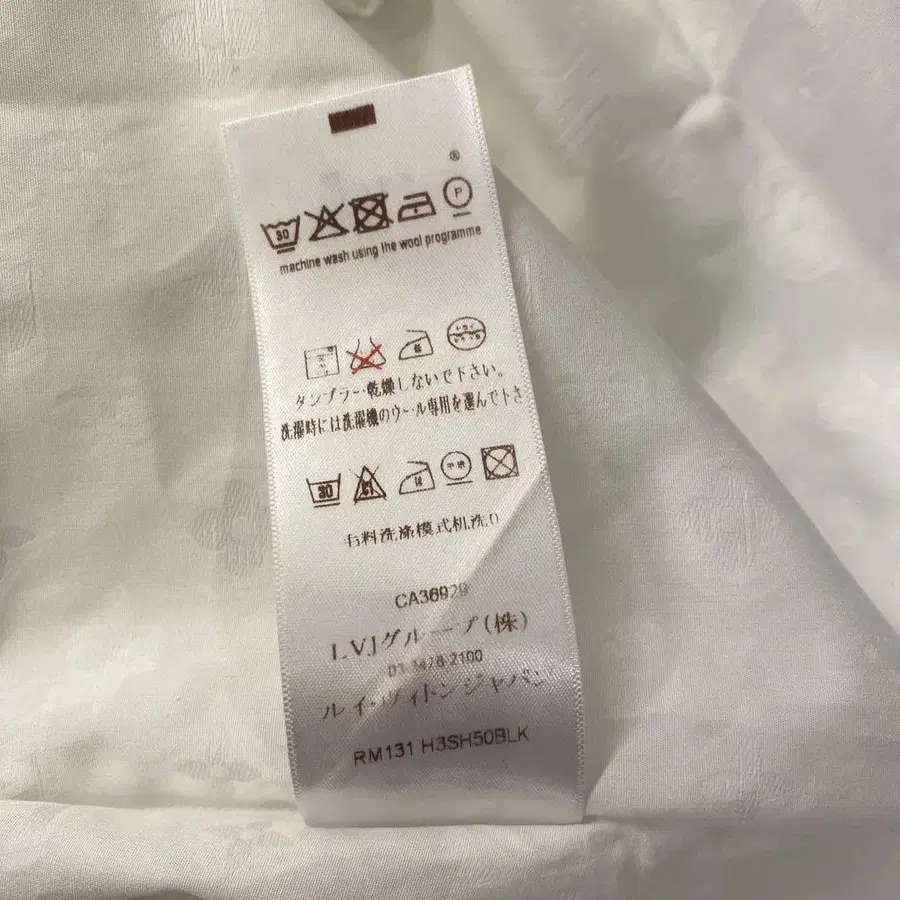 ®
30 P
machine wash using the wool programme
タンブラー乾燥しないで下さい。
洗濯時には洗濯機のウール専用を選んで下さ
30
料洗涤模式机洗
CA36929
LVJグループ(株)
2100
ルイ・ヴィトンジャパン
RM131 H3SH50BLK